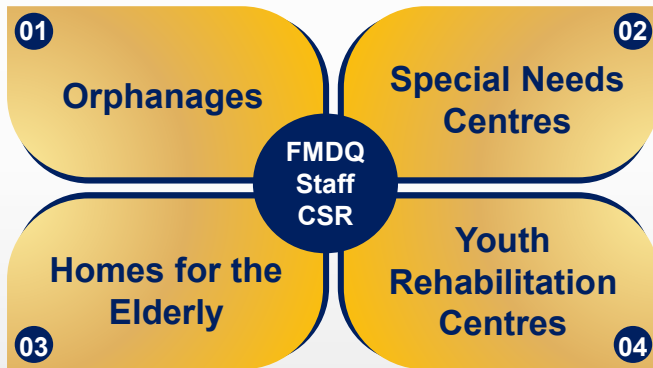 01
Orphanages
02
Special Needs
Centres
FMDQ
Staff
CSR
Homes for the
Elderly
03
Youth
Rehabilitation
Centres
04